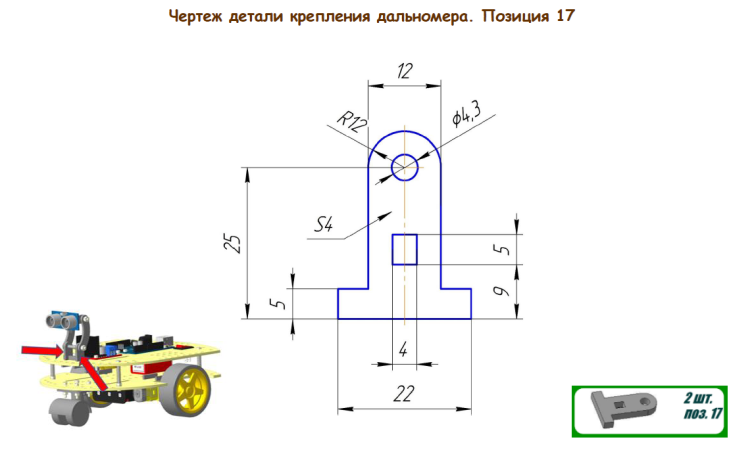 Чертеж детали крепления дальномера. Позиция 17
12
R12
ϕ4,3
S4
25
5
5
9
4
22
2 шт.
поз. 17